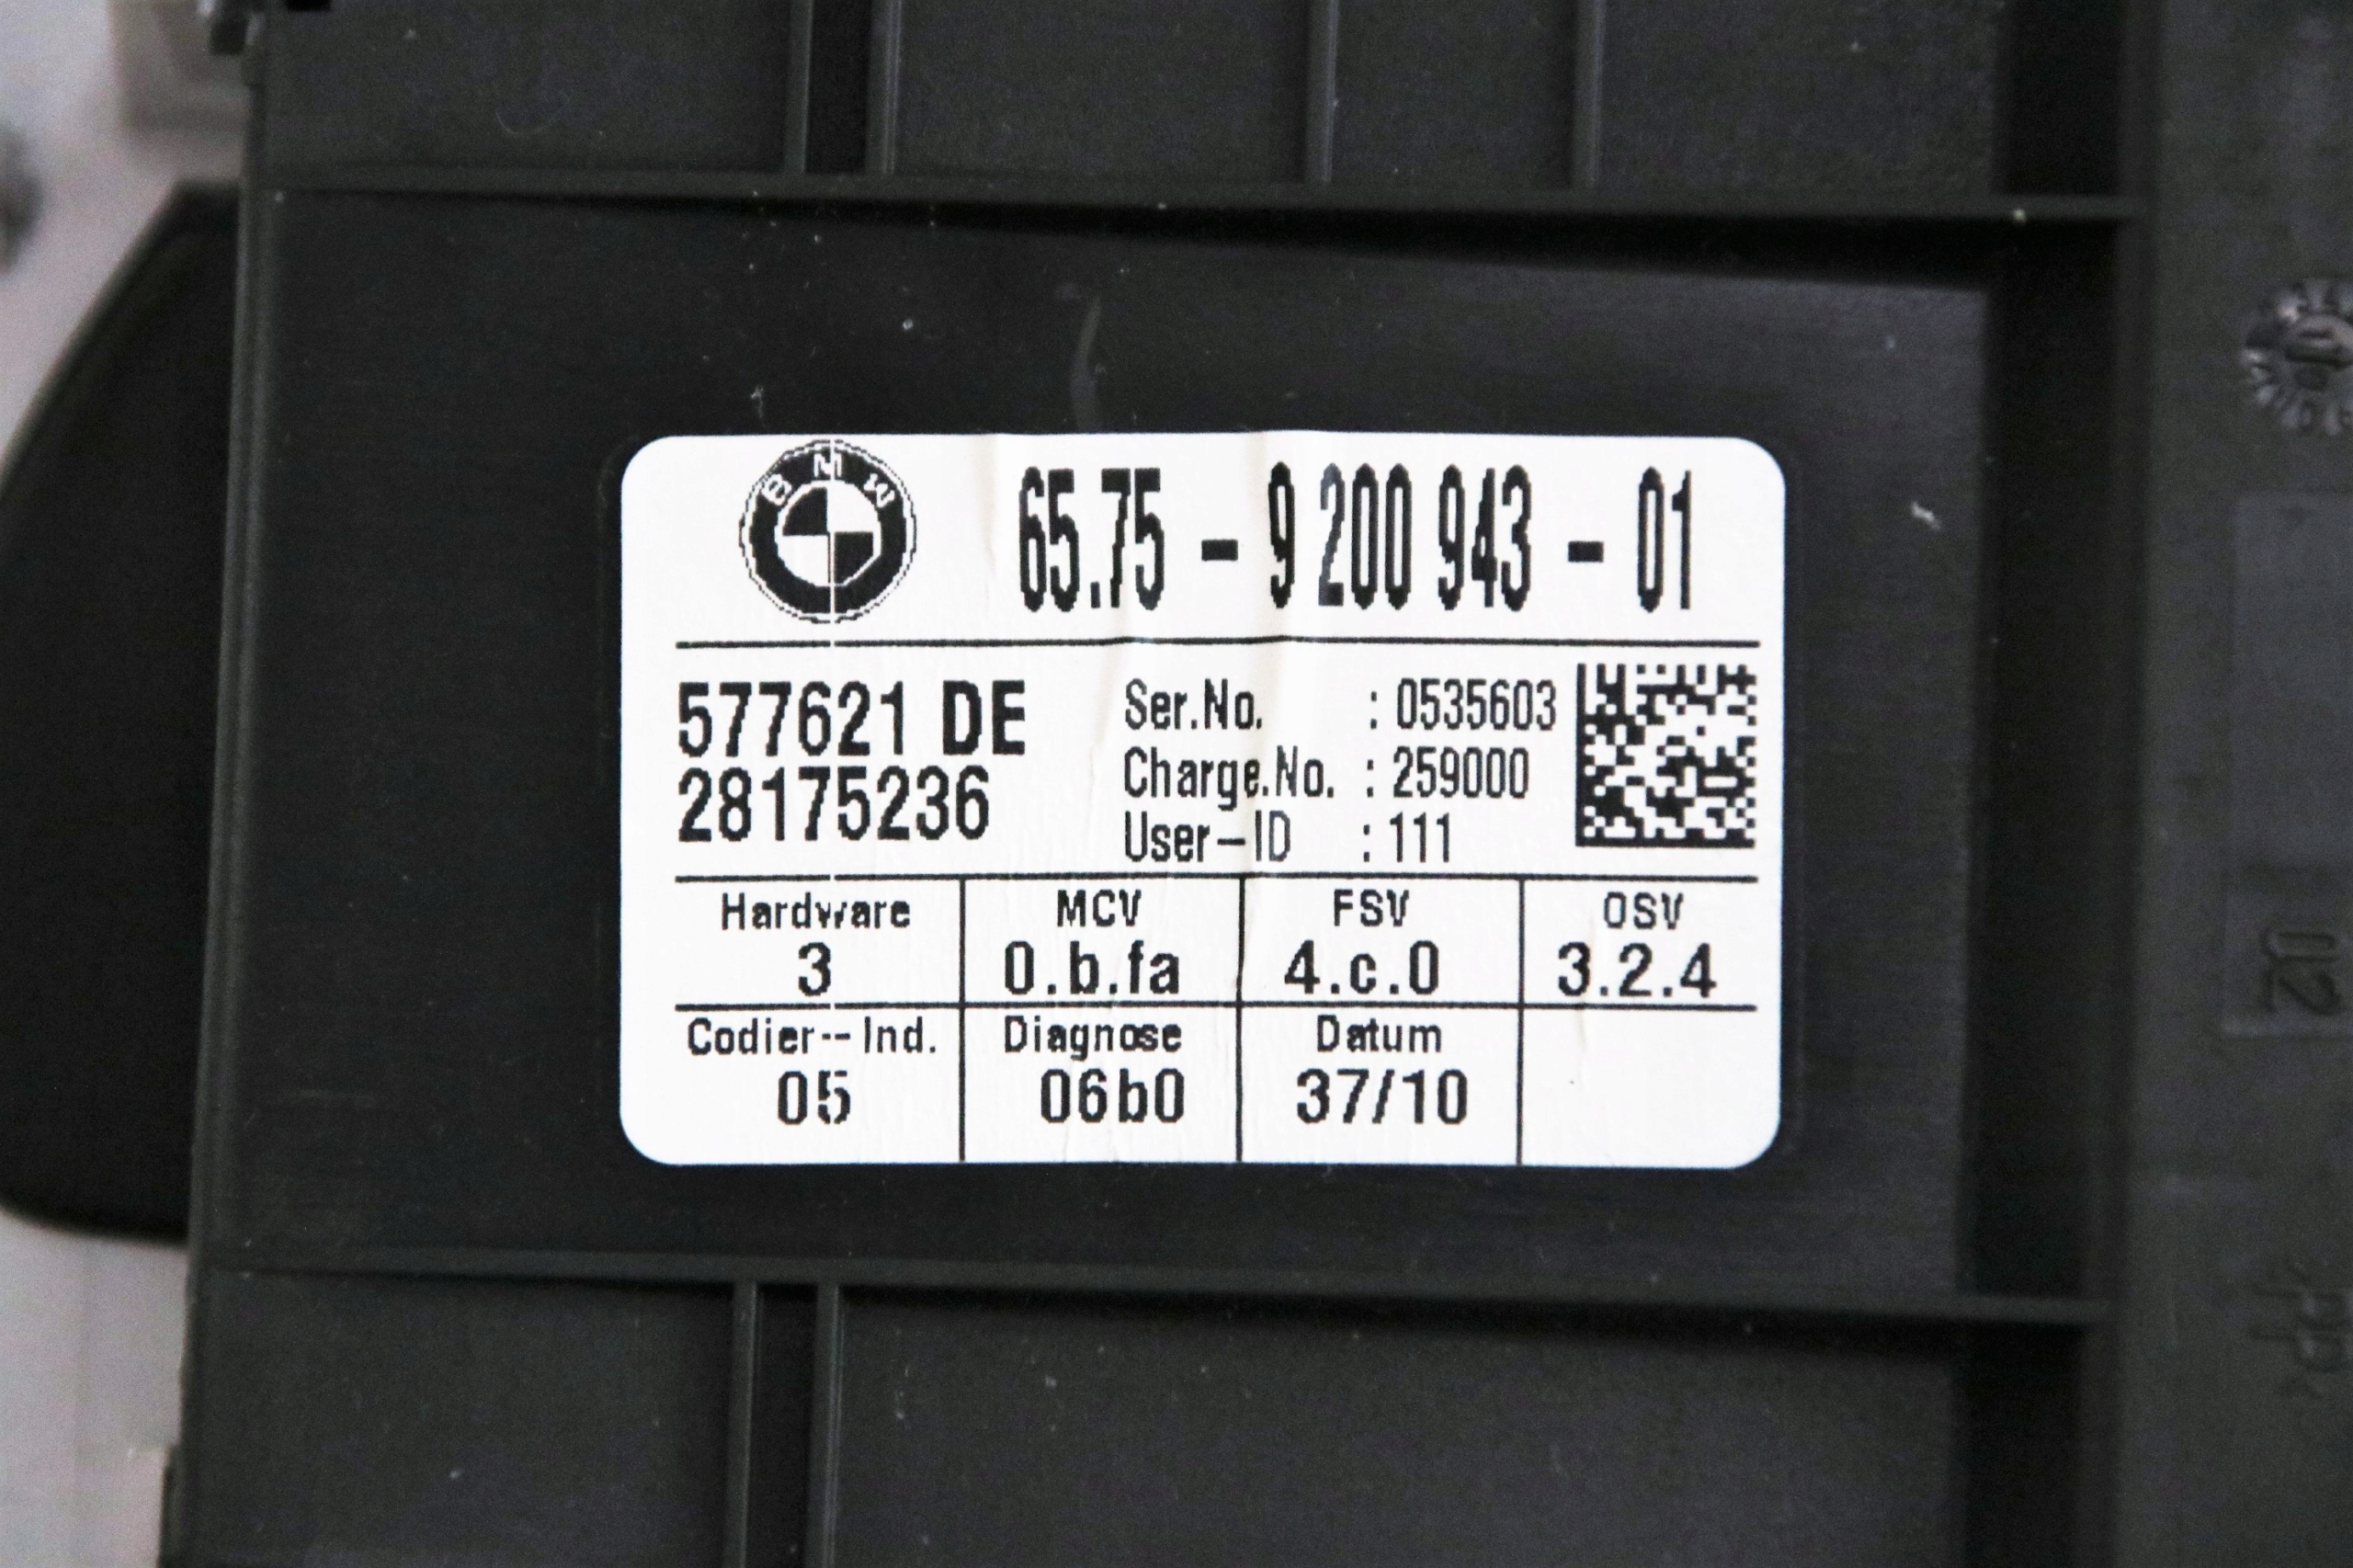 BMW 65.75 - 9 200 943 - 01
577621 DE
28175236
Ser.No. : 0535603
Charge.No. : 259000
User-ID : 111
Hardware MCV FSV OSV
3 0.b.fa 4.c.0 3.2.4
Codier--Ind. Diagnose Datum
05 06b0 37/10
02